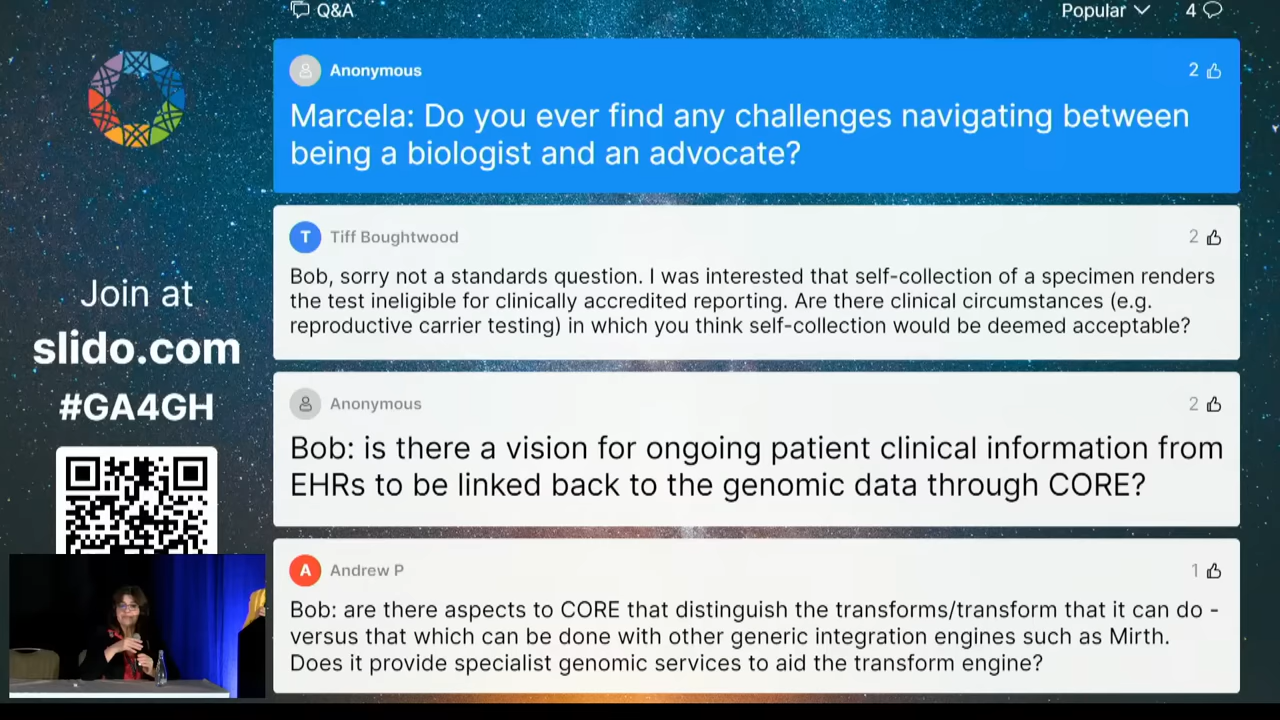 Q&A
Popular
4
Join at
slido.com
#GA4GH
Anonymous
2
Marcela: Do you ever find any challenges navigating between
being a biologist and an advocate?
T
Tiff Boughtwood
2
Bob, sorry not a standards question. I was interested that self-collection of a specimen renders
the test ineligible for clinically accredited reporting. Are there clinical circumstances (e.g.
reproductive carrier testing) in which you think self-collection would be deemed acceptable?
Anonymous
2
Bob: is there a vision for ongoing patient clinical information from
EHRs to be linked back to the genomic data through CORE?
A
Andrew P
1
Bob: are there aspects to CORE that distinguish the transforms/transform that it can do -
versus that which can be done with other generic integration engines such as Mirth.
Does it provide specialist genomic services to aid the transform engine?